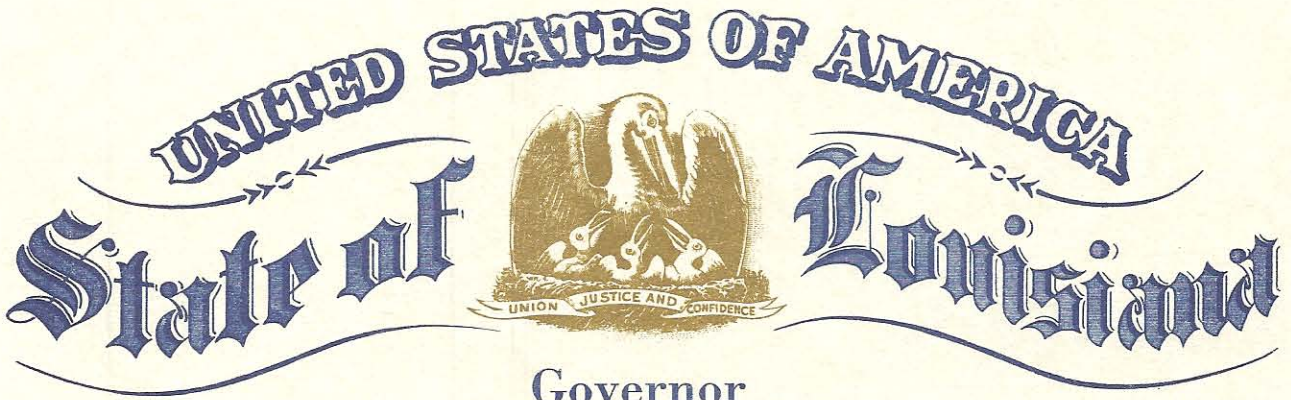 UNITED STATES OF AMERICA
State of Louisiana
UNION JUSTICE AND CONFIDENCE
Governor